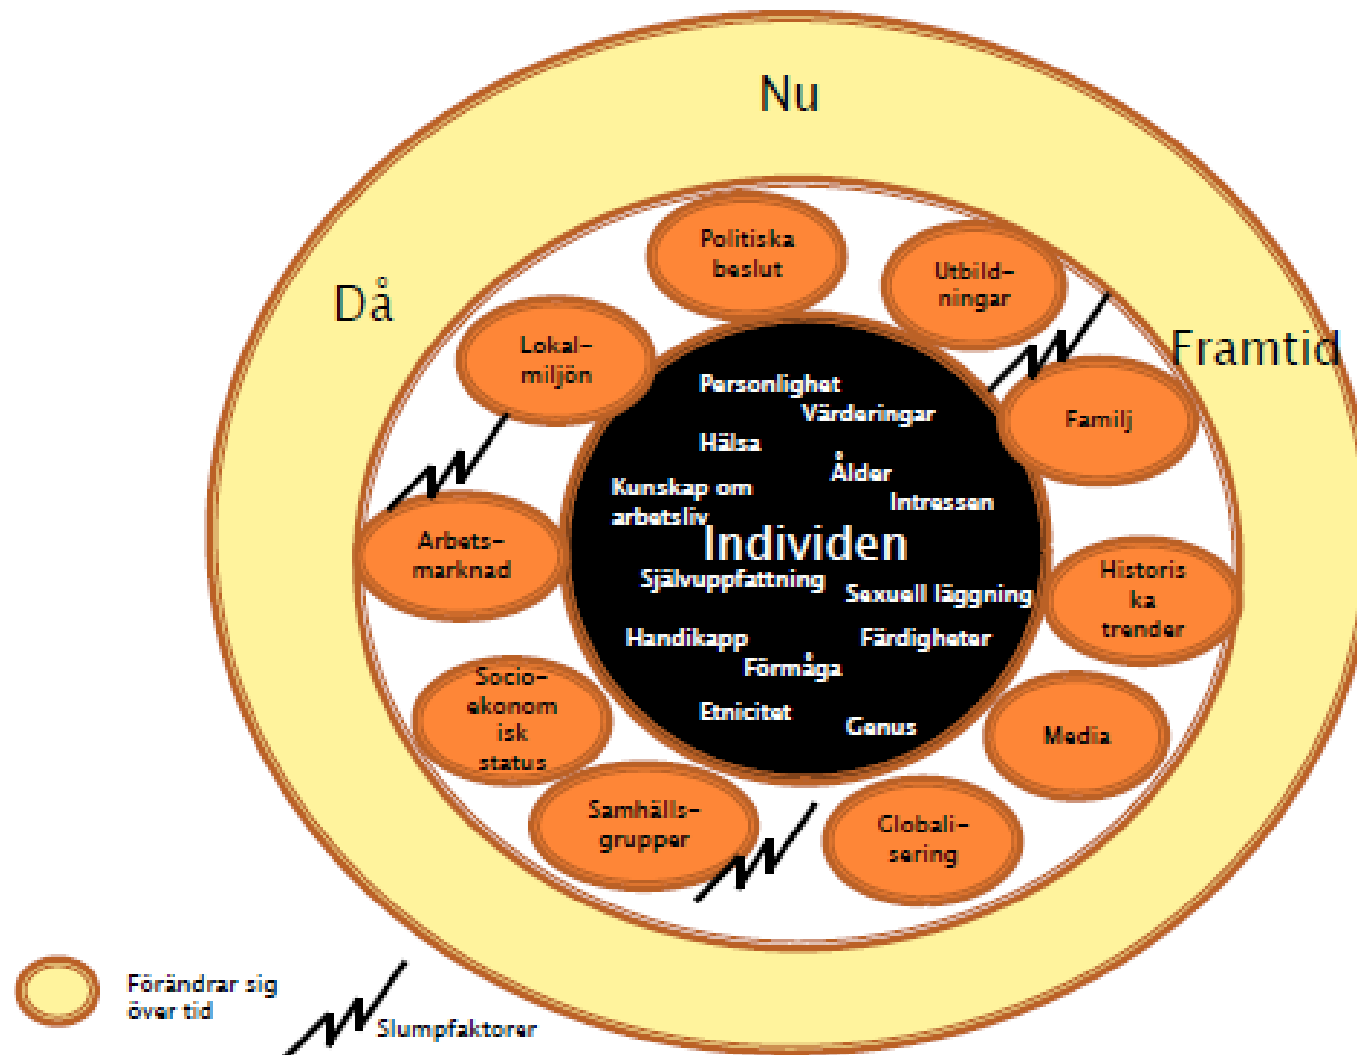 Nu
Då
Framtid
Politiska
beslut
Utbild-
ningar
Lokal-
miljön
Familj
Arbets-
marknad
Historis
ka
trender
Socio-
ekonom
isk
status
Media
Samhälls-
grupper
Globali-
sering
Personlighet
Värderingar
Hälsa
Ålder
Kunskap om
arbetsliv
Intressen
Individen
Självuppfattning
Sexuell läggning
Handikapp
Färdigheter
Förmåga
Etnicitet
Genus
Förändrar sig
över tid
Slumpfaktorer